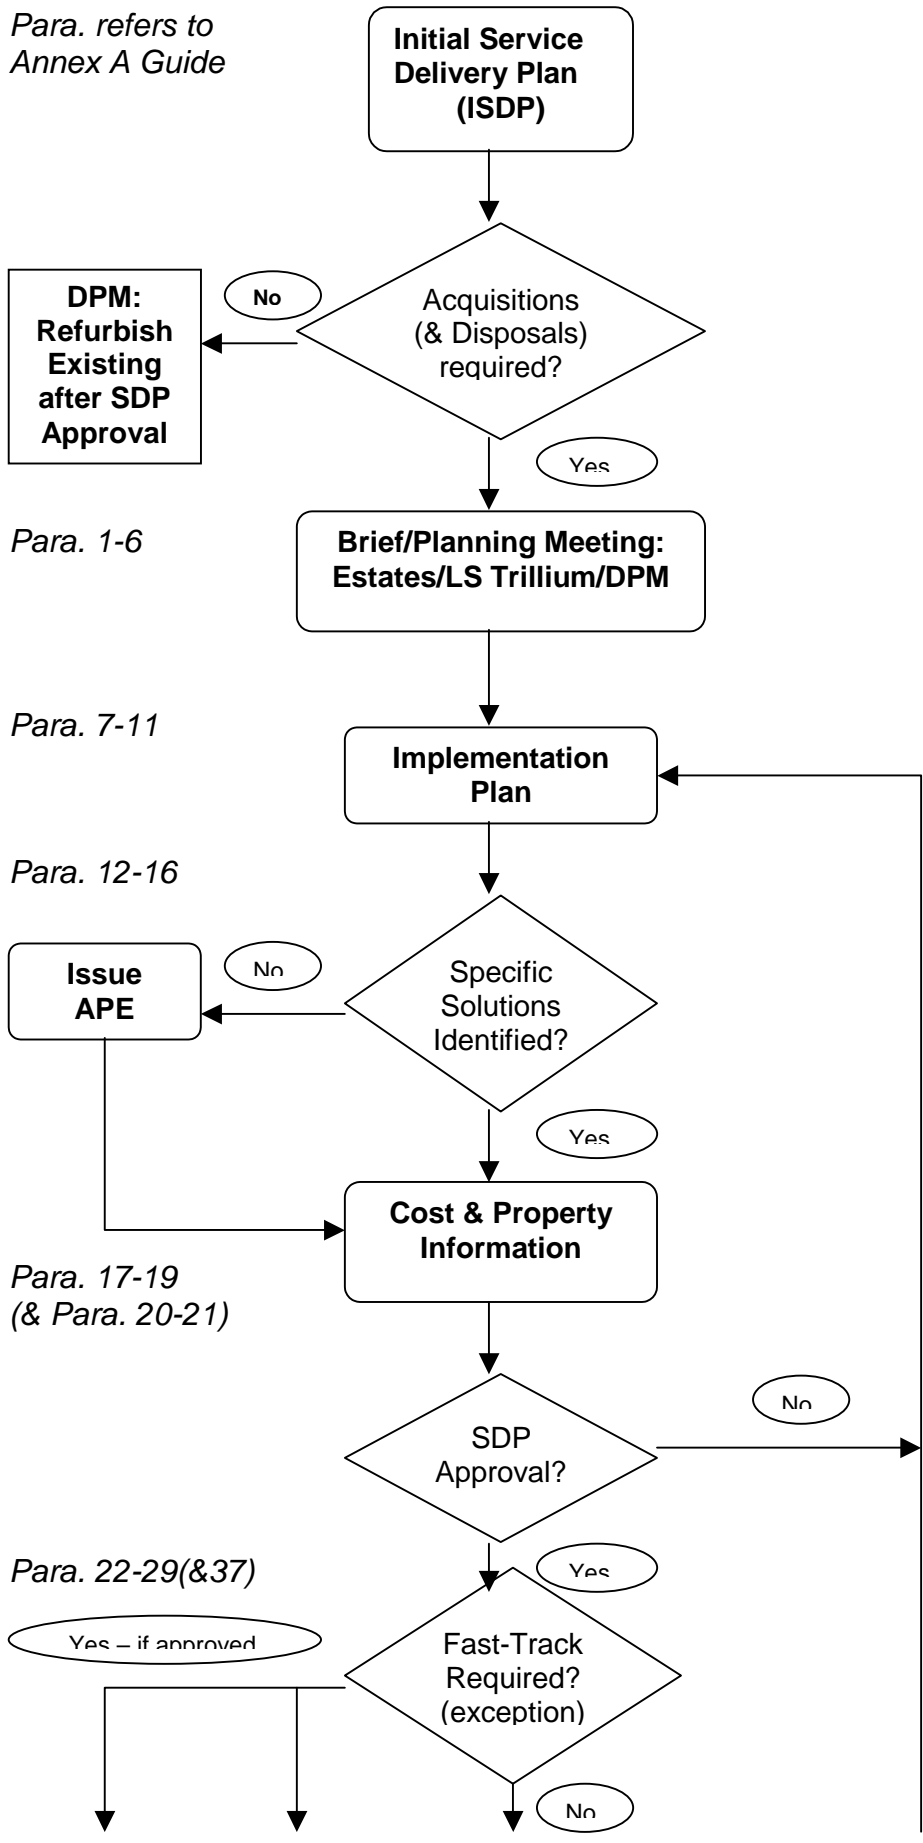 Para. refers to
Annex A Guide
Initial Service
Delivery Plan
(ISDP)
Acquisitions
(& Disposals)
required?
No
DPM:
Refurbish
Existing
after SDP
Approval
Yes
Para. 1-6
Brief/Planning Meeting:
Estates/LS Trillium/DPM
Para. 7-11
Implementation
Plan
Para. 12-16
Specific
Solutions
Identified?
No
Issue
APE
Yes
Cost & Property
Information
Para. 17-19
(& Para. 20-21)
SDP
Approval?
No
Yes
Para. 22-29(&37)
Yes – if approved
Fast-Track
Required?
(exception)
No